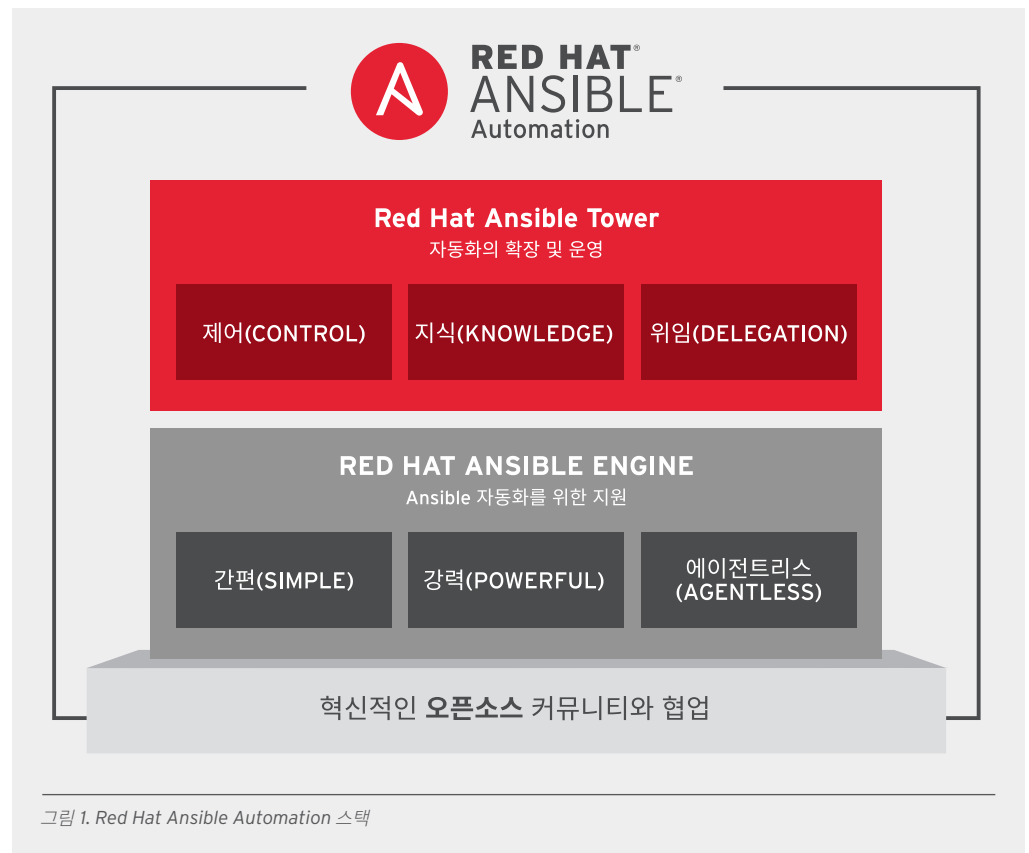 RED HAT®
ANSIBLE®
Automation
Red Hat Ansible Tower
자동화의 확장 및 운영
제어(CONTROL)
지식(KNOWLEDGE)
위임(DELEGATION)
RED HAT ANSIBLE ENGINE
Ansible 자동화를 위한 지원
간편(SIMPLE)
강력(POWERFUL)
에이전트리스
(AGENTLESS)
혁신적인 오픈소스 커뮤니티와 협업
그림 1. Red Hat Ansible Automation 스택